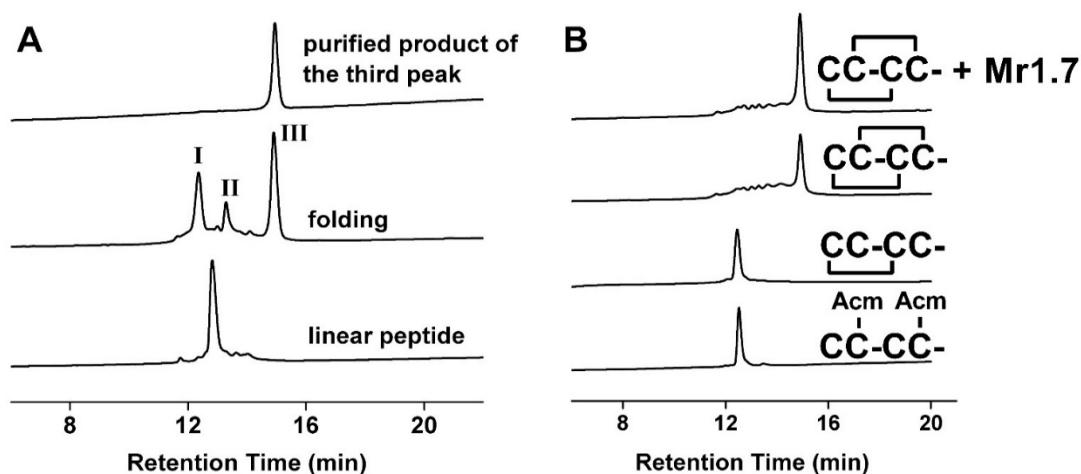 A
purified product of
the third peak
I
II
III
folding
linear peptide
8
12
16
20
Retention Time (min)
B
CC-CC- + Mr1.7
CC-CC-
CC-CC-
Acm Acm
CC-CC-
8
12
16
20
Retention Time (min)